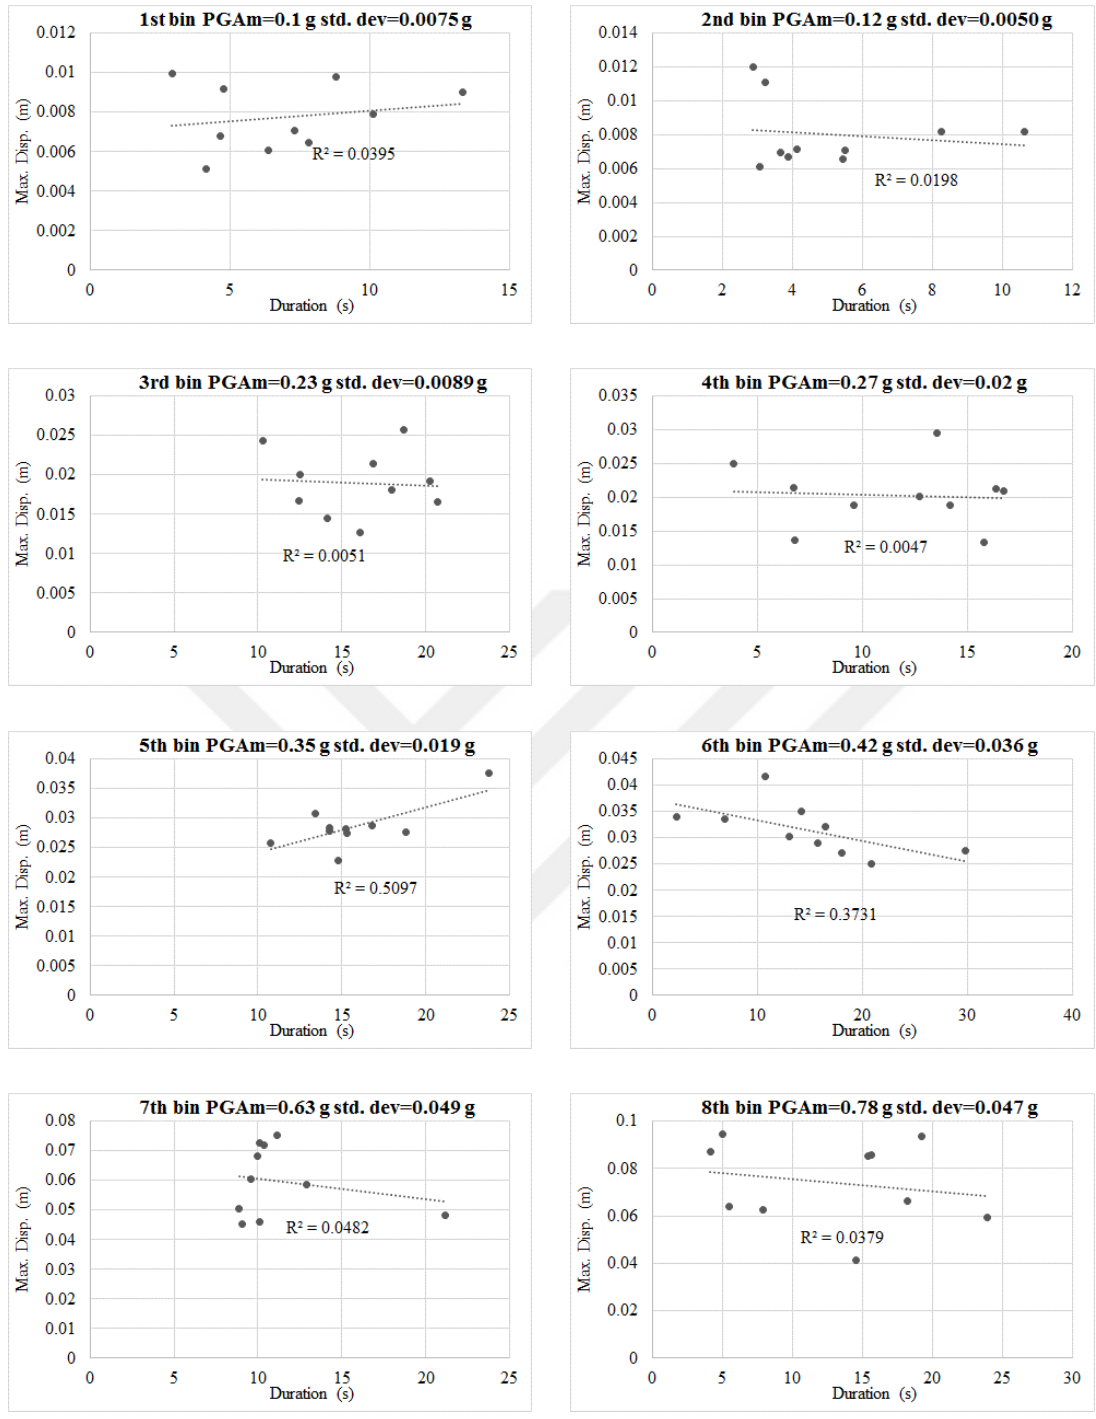 1st bin PGAm=0.1 g std. dev=0.0075 g
0.012
0.01
0.008
0.006
0.004
0.002
0
Max. Disp. (m)
R² = 0.0395
0 5 10 15
Duration (s)
2nd bin PGAm=0.12 g std. dev=0.0050 g
0.014
0.012
0.01
0.008
0.006
0.004
0.002
0
Max. Disp. (m)
R² = 0.0198
0 2 4 6 8 10 12
Duration (s)
3rd bin PGAm=0.23 g std. dev=0.0089 g
0.03
0.025
0.02
0.015
0.01
0.005
0
Max. Disp. (m)
R² = 0.0051
0 5 10 15 20 25
Duration (s)
4th bin PGAm=0.27 g std. dev=0.02 g
0.035
0.03
0.025
0.02
0.015
0.01
0.005
0
Max. Disp. (m)
R² = 0.0047
0 5 10 15 20
Duration (s)
5th bin PGAm=0.35 g std. dev=0.019 g
0.04
0.035
0.03
0.025
0.02
0.015
0.01
0.005
0
Max. Disp. (m)
R² = 0.5097
0 5 10 15 20 25
Duration (s)
6th bin PGAm=0.42 g std. dev=0.036 g
0.045
0.04
0.035
0.03
0.025
0.02
0.015
0.01
0.005
0
Max. Disp. (m)
R² = 0.3731
0 10 20 30 40
Duration (s)
7th bin PGAm=0.63 g std. dev=0.049 g
0.08
0.07
0.06
0.05
0.04
0.03
0.02
0.01
0
Max. Disp. (m)
R² = 0.0482
0 5 10 15 20 25
Duration (s)
8th bin PGAm=0.78 g std. dev=0.047 g
0.1
0.08
0.06
0.04
0.02
0
Max. Disp. (m)
R² = 0.0379
0 5 10 15 20 25 30
Duration (s)